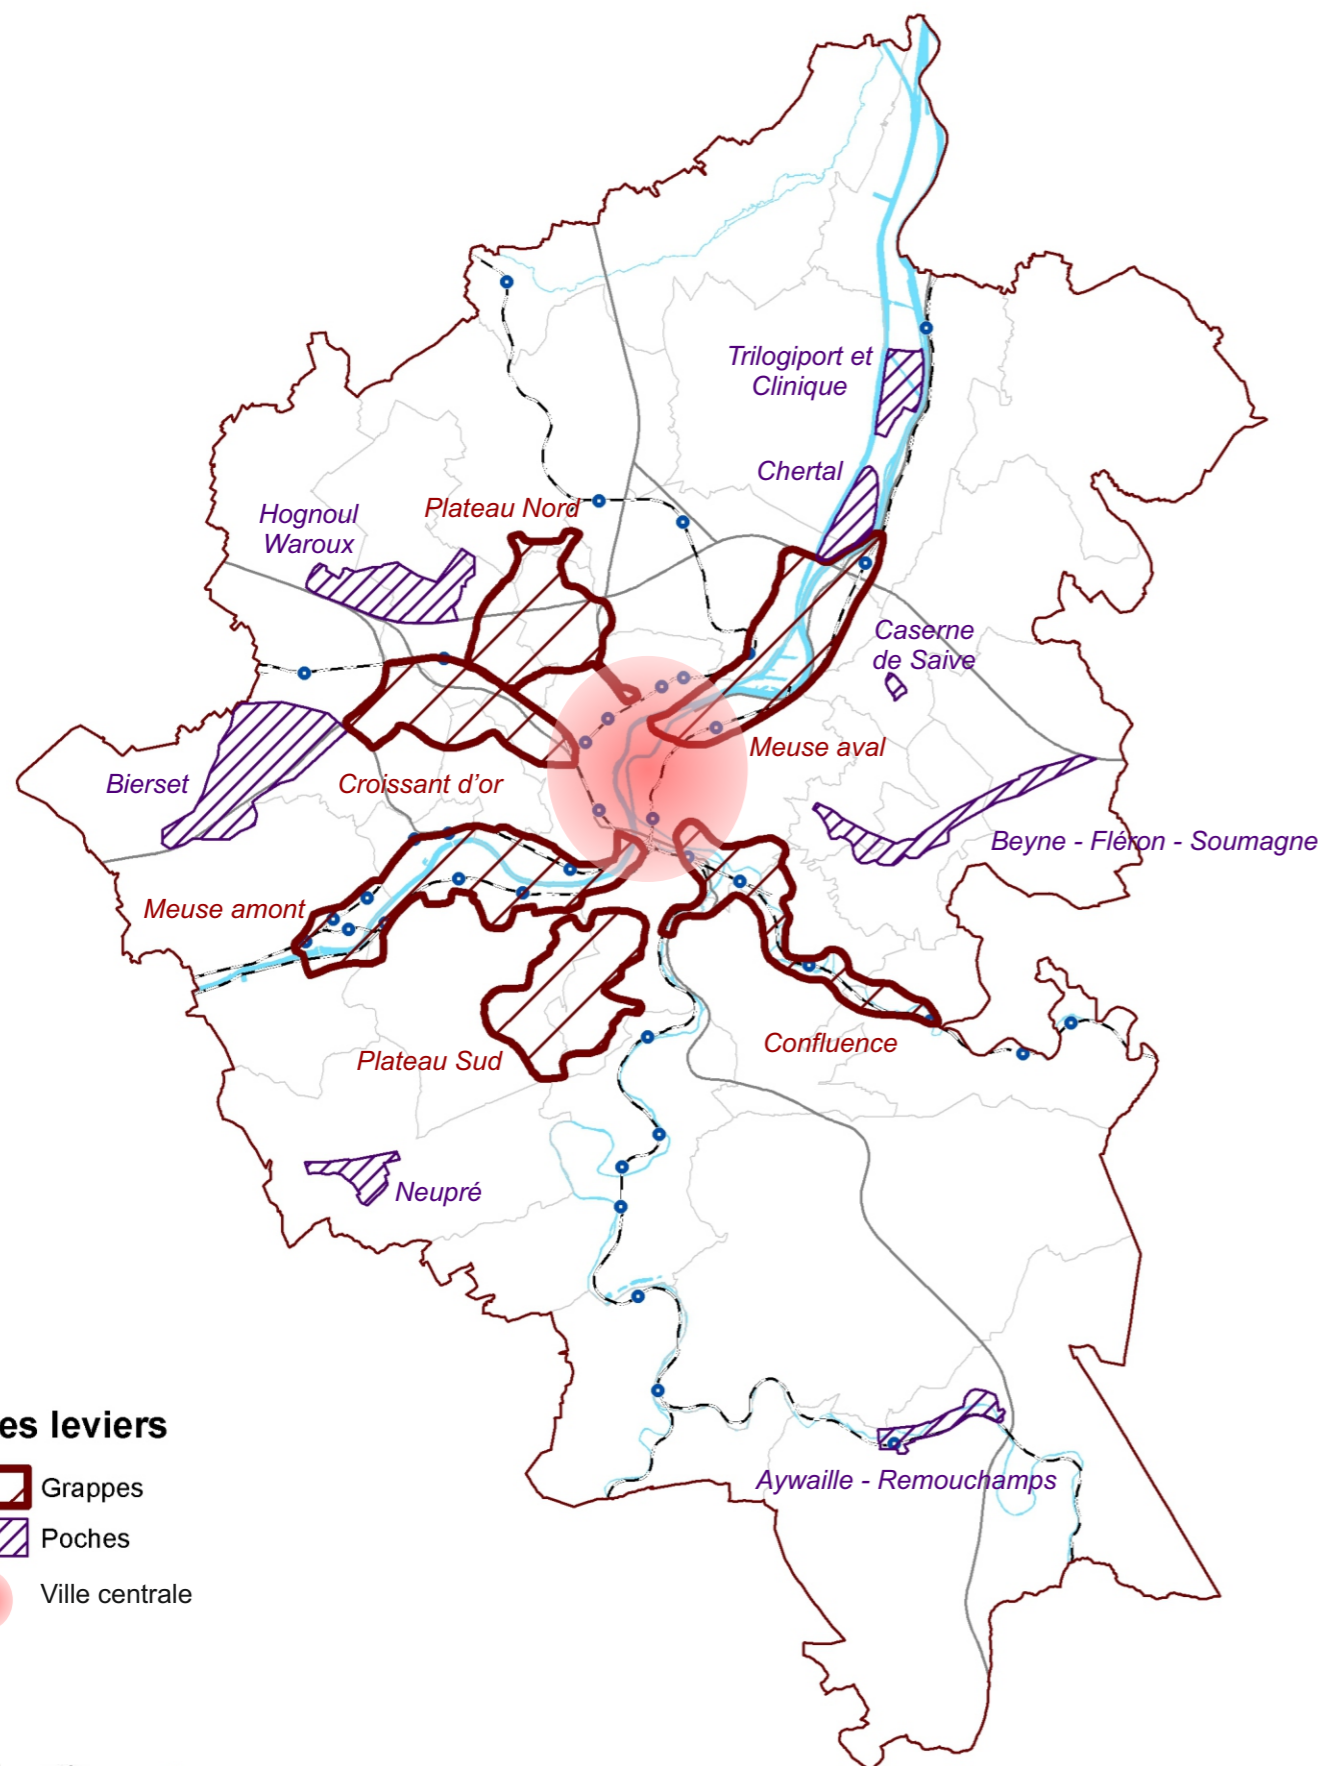 Trilogiport et
Clinique
Chertal
Plateau Nord
Hognoul
Waroux
Caserne
de Saive
Meuse aval
Bierset
Croissant d’or
Beyne - Fléron - Soumagne
Meuse amont
Confluence
Plateau Sud
Neupré
es leviers
Grappes
Poches
Ville centrale
Aywaille - Remouchamps